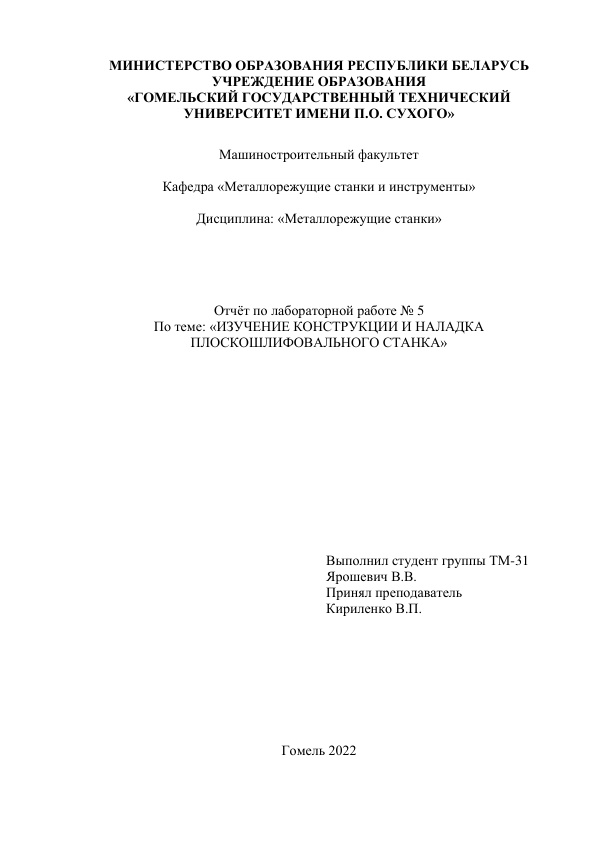 МИНИСТЕРСТВО ОБРАЗОВАНИЯ РЕСПУБЛИКИ БЕЛАРУСЬ
УЧРЕЖДЕНИЕ ОБРАЗОВАНИЯ
«ГОМЕЛЬСКИЙ ГОСУДАРСТВЕННЫЙ ТЕХНИЧЕСКИЙ
УНИВЕРСИТЕТ ИМЕНИ П.О. СУХОГО»
Машиностроительный факультет
Кафедра «Металлорежущие станки и инструменты»
Дисциплина: «Металлорежущие станки»
Отчёт по лабораторной работе № 5
По теме: «ИЗУЧЕНИЕ КОНСТРУКЦИИ И НАЛАДКА
ПЛОСКОШЛИФОВАЛЬНОГО СТАНКА»
Выполнил студент группы ТМ-31
Ярошевич В.В.
Принял преподаватель
Кириленко В.П.
Гомель 2022